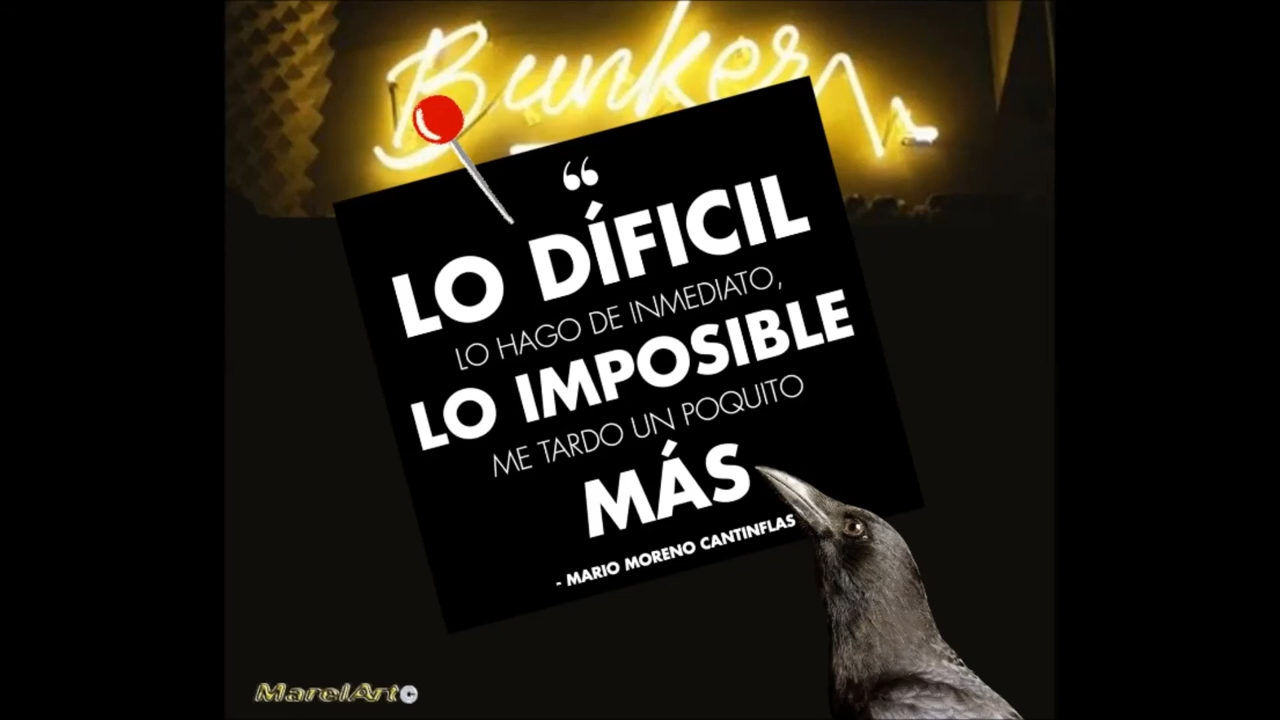 Bunker
“
LO DÍFICIL
LO HAGO DE INMEDIATO,
LO IMPOSIBLE
ME TARDO UN POQUITO
MÁS
- MARIO MORENO CANTINFLAS
MarelArt©